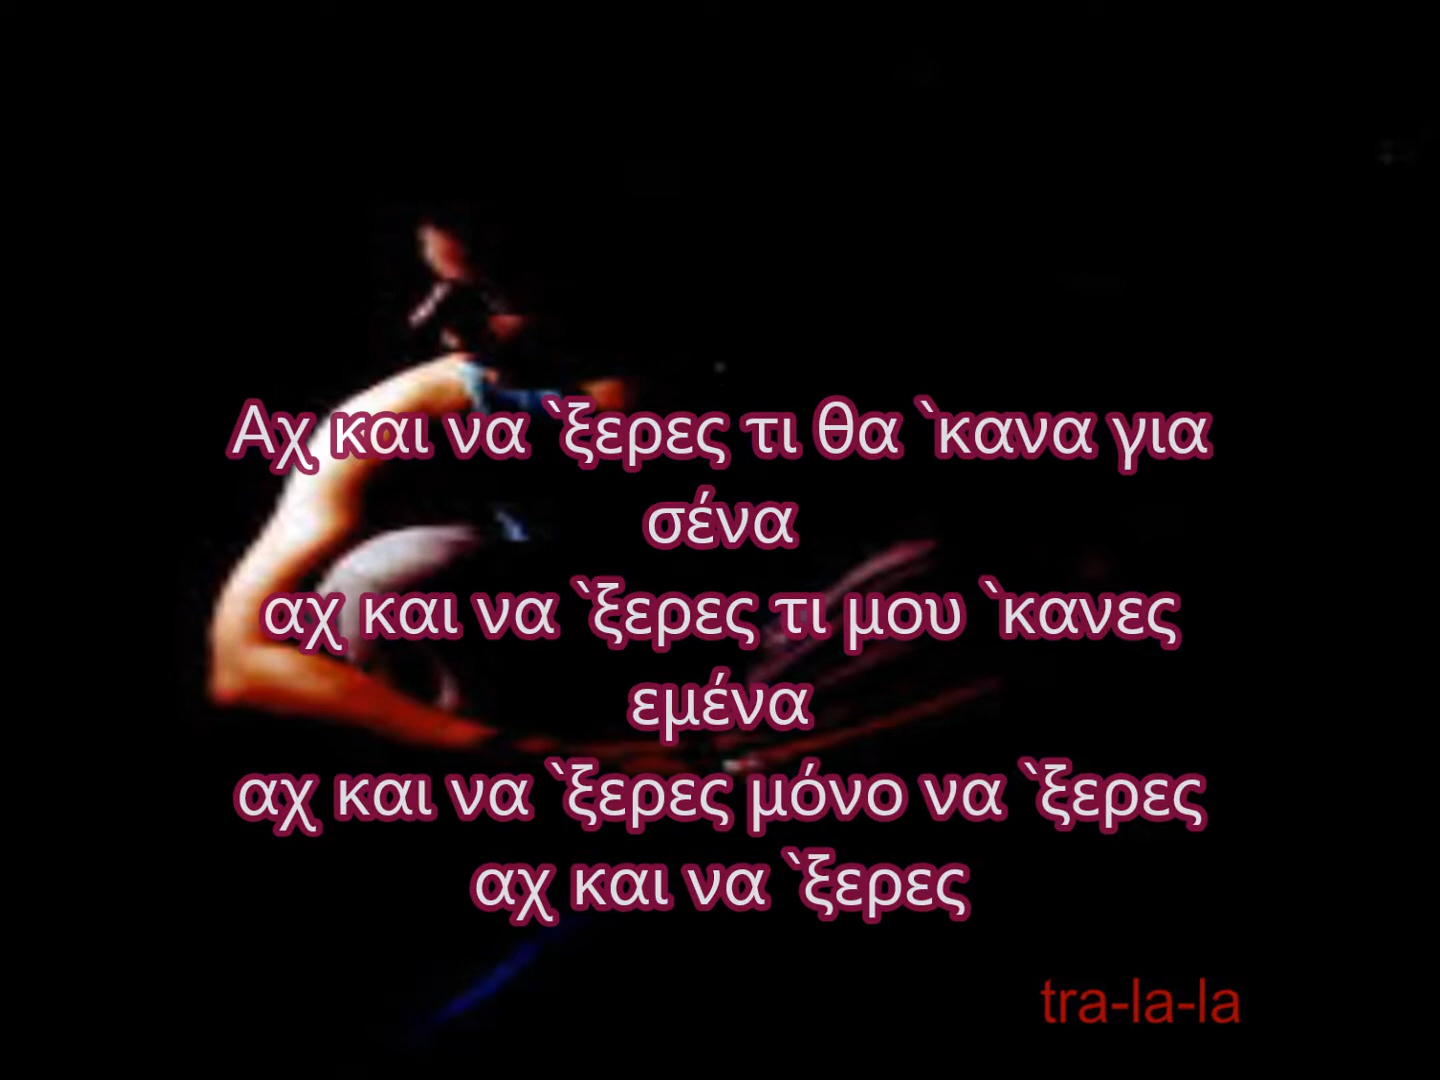 Αχ και να `ξερες τι θα `κανα για
σένα
αχ και να `ξερες τι μου `κανες
εμένα
αχ και να `ξερες μόνο να `ξερες
αχ και να `ξερες
tra-la-la